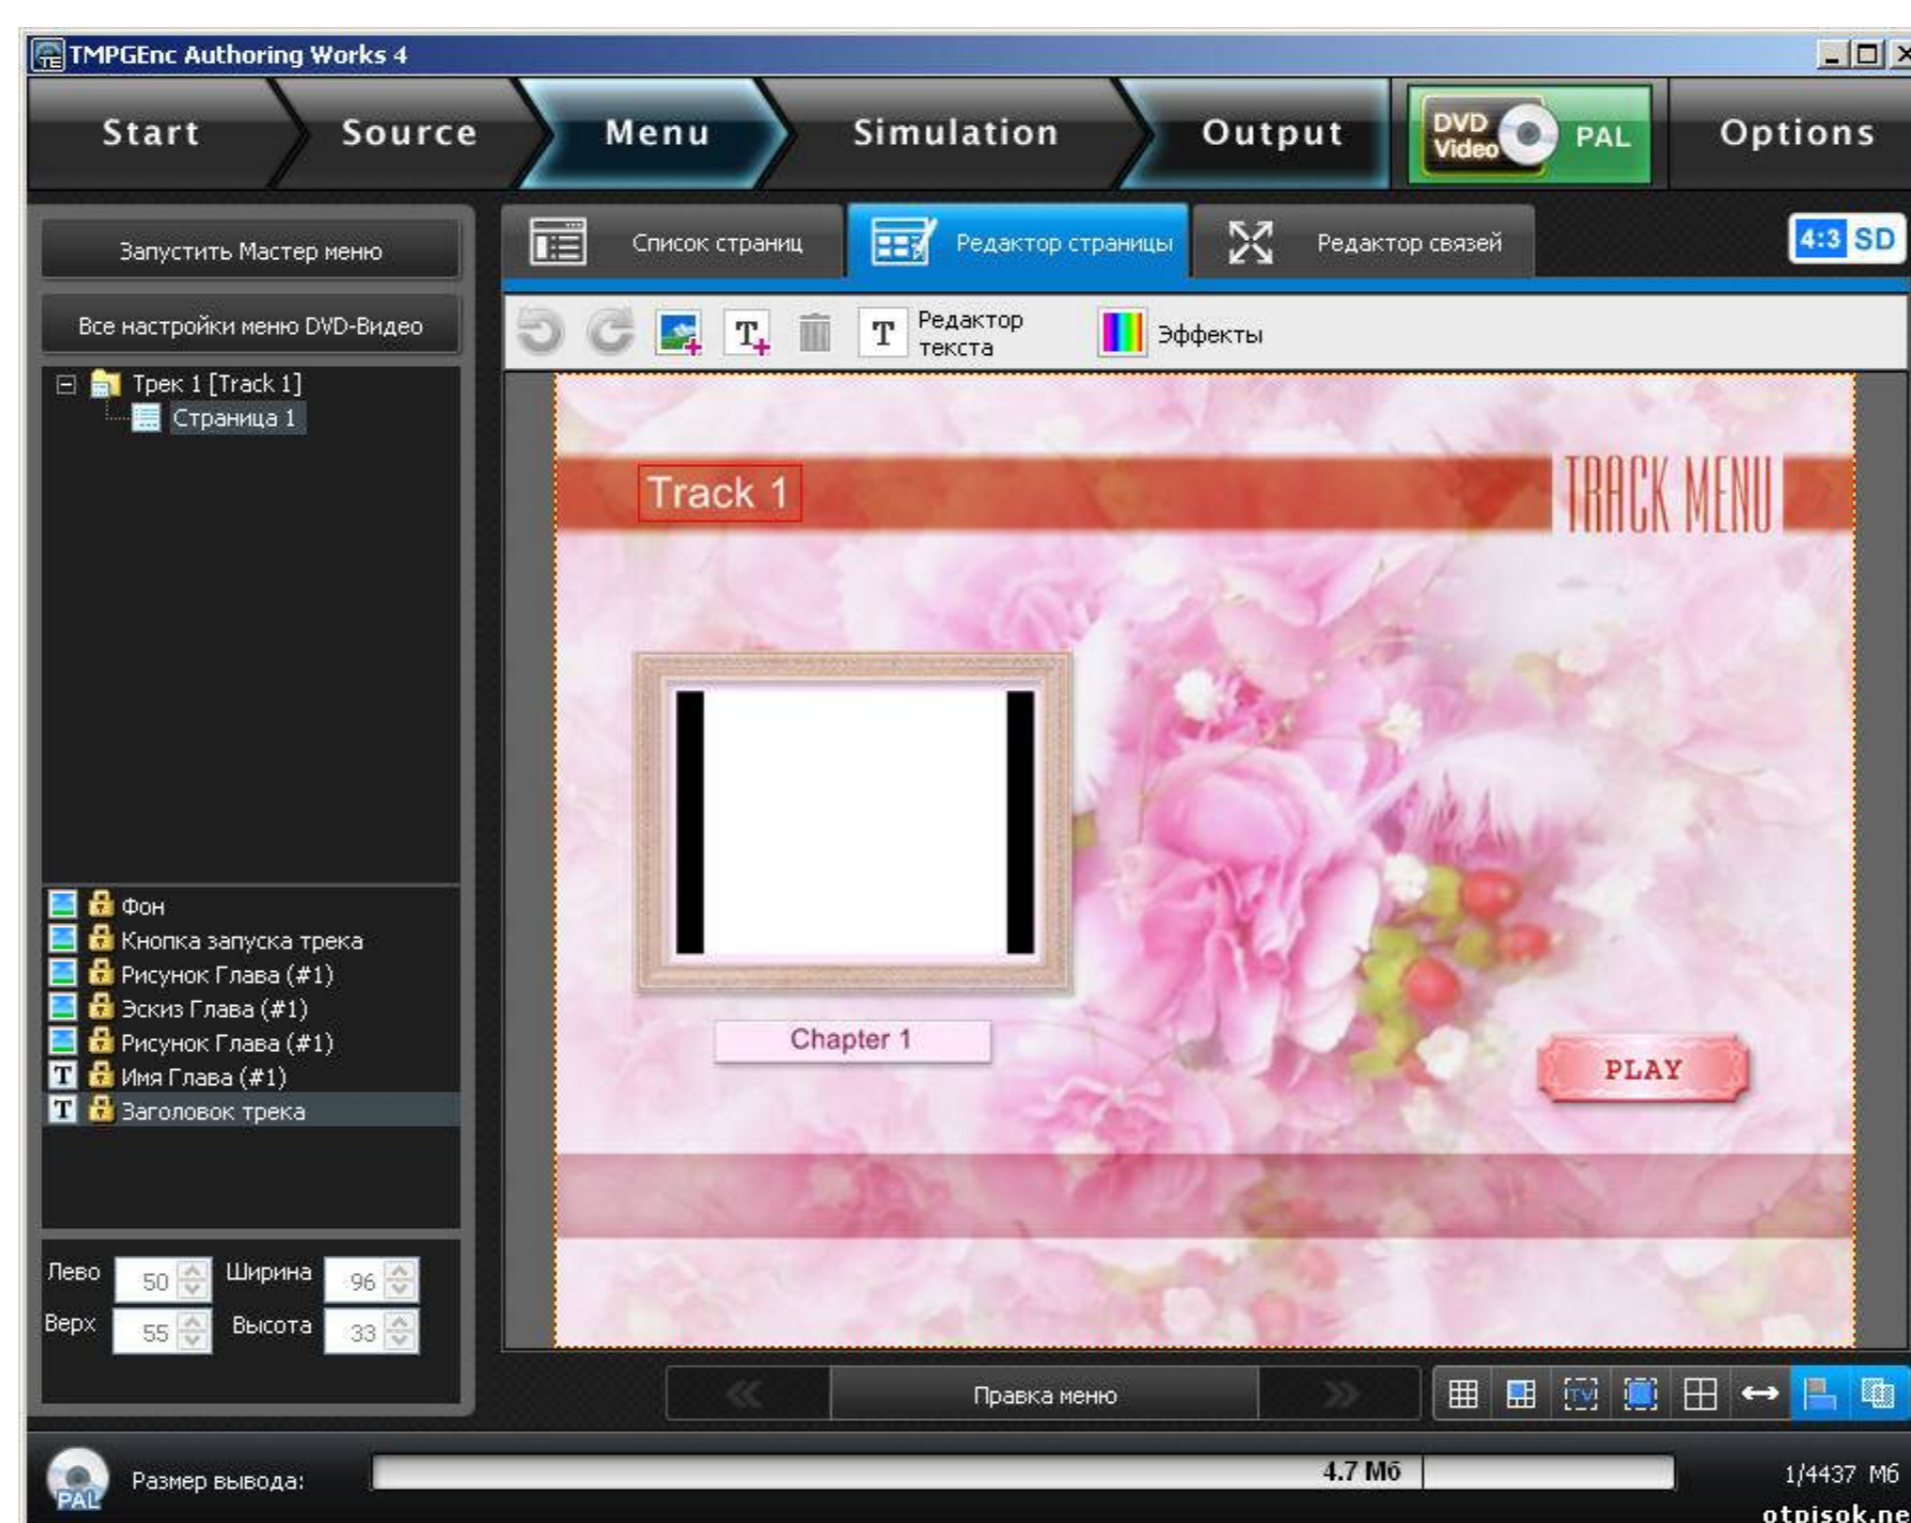 TMPGEnc Authoring Works 4
Start
Source
Menu
Simulation
Output
DVD
Video
PAL
Options
Запустить Мастер меню
Все настройки меню DVD-Видео
Список страниц
Редактор страницы
Редактор связей
4:3 SD
T
T
Редактор
текста
Эффекты
Трек 1 [Track 1]
Страница 1
Track 1
TRACK MENU
Chapter 1
PLAY
Фон
Кнопка запуска трека
Рисунок Глава (#1)
Эскиз Глава (#1)
Рисунок Глава (#1)
T Имя Глава (#1)
T Заголовок трека
Лево 50 Ширина 96
Верх 55 Высота 33
Правка меню
TV
PAL
Размер вывода:
4.7 Мб
1/4437 Мб
otpisok.ne